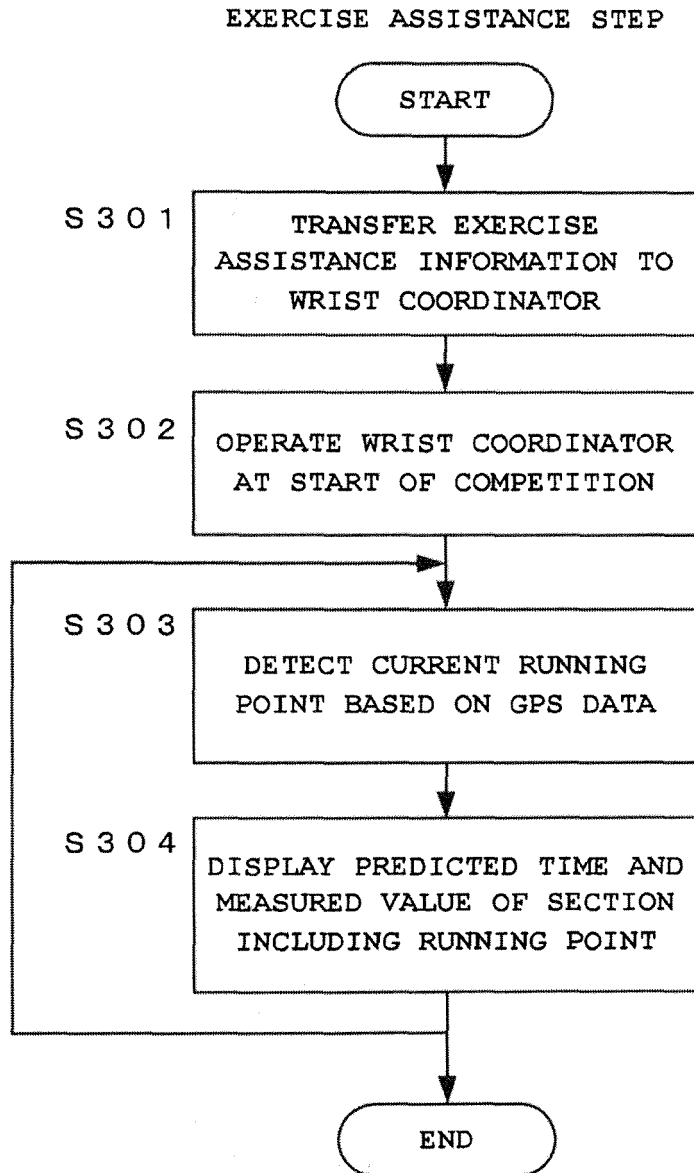 EXERCISE ASSISTANCE STEP
START
S301
TRANSFER EXERCISE
ASSISTANCE INFORMATION TO
WRIST COORDINATOR
S302
OPERATE WRIST COORDINATOR
AT START OF COMPETITION
S303
DETECT CURRENT RUNNING
POINT BASED ON GPS DATA
S304
DISPLAY PREDICTED TIME AND
MEASURED VALUE OF SECTION
INCLUDING RUNNING POINT
END